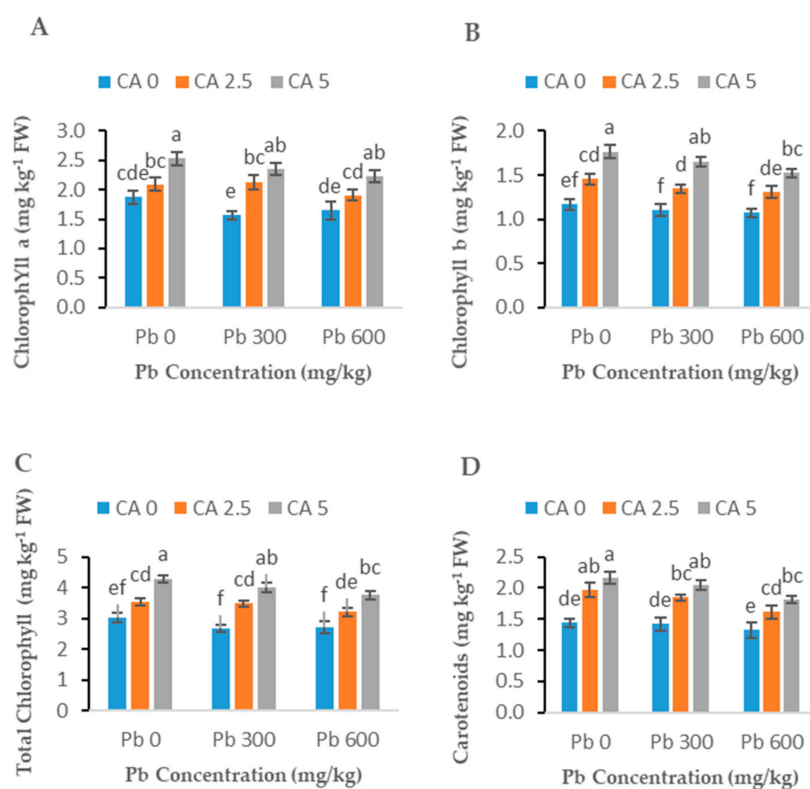 A
CA 0 CA 2.5 CA 5
ChlorophYll a (mg kg⁻¹ FW)
3.0
2.5
2.0
1.5
1.0
0.5
0.0
cde bc a
e bc ab
de cd ab
Pb 0 Pb 300 Pb 600
Pb Concentration (mg/kg)
B
CA 0 CA 2.5 CA 5
Chlorophyll b (mg kg⁻¹ FW)
2.0
1.5
1.0
0.5
0.0
ef cd a
f d ab
f de bc
Pb 0 Pb 300 Pb 600
Pb Concentration (mg/kg)
C
CA 0 CA 2.5 CA 5
Total Chlorophyll (mg kg⁻¹ FW)
5
4
3
2
1
0
ef cd a
f cd ab
f de bc
Pb 0 Pb 300 Pb 600
Pb Concentration (mg/kg)
D
CA 0 CA 2.5 CA 5
Carotenoids (mg kg⁻¹ FW)
2.5
2.0
1.5
1.0
0.5
0.0
de ab a
de bc ab
e cd bc
Pb 0 Pb 300 Pb 600
Pb Concentration (mg/kg)